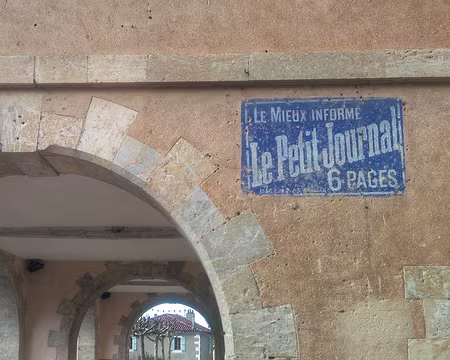 Le Mieux informé
Le Petit Journal
6 PAGES